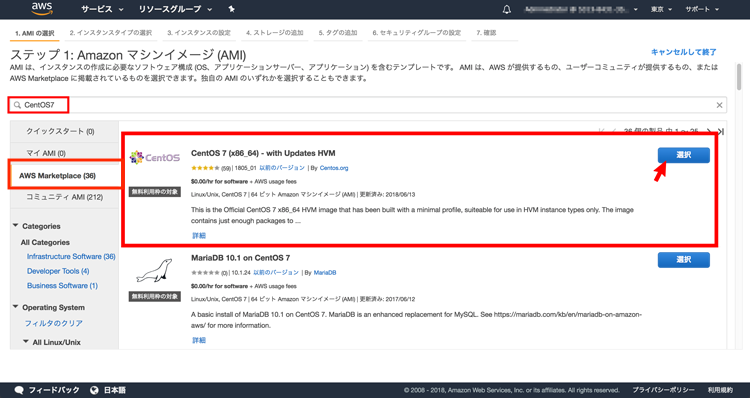 aws サービス リソースグループ 東京 サポート
1. AMI の選択 2. インスタンスタイプの選択 3. インスタンスの設定 4. ストレージの追加 5. タグの追加 6. セキュリティグループの設定 7. 確認
ステップ 1: Amazon マシンイメージ (AMI)
キャンセルして終了
AMI は、インスタンスの作成に必要なソフトウェア構成 (OS、アプリケーションサーバー、アプリケーション) を含むテンプレートです。 AMI は、AWS が提供するもの、ユーザーコミュニティが提供するもの、または
AWS Marketplace に掲載されているものを選択できます。独自の AMI のいずれかを選択することもできます。
CentOS7
クイックスタート (0)
マイ AMI (0)
AWS Marketplace (36)
コミュニティ AMI (212)
Categories
All Categories
Infrastructure Software (36)
Developer Tools (4)
Business Software (1)
Operating System
フィルタのクリア
All Linux/Unix
36 個の製品 中 1 〜 25
CentOS
無料利用枠の対象
CentOS 7 (x86_64) - with Updates HVM
選択
(59) | 1805_01 以前のバージョン | By Centos.org
$0.00/hr for software + AWS usage fees
Linux/Unix, CentOS 7 | 64 ビット Amazon マシンイメージ (AMI) | 更新済み: 2018/06/13
This is the Official CentOS 7 x86_64 HVM image that has been built with a minimal profile, suiteable for use in HVM instance types only. The image
contains just enough packages to ...
詳細
MariaDB 10.1 on CentOS 7
選択
無料利用枠の対象
(0) | 10.1.24 以前のバージョン | By MariaDB
$0.00/hr for software + AWS usage fees
Linux/Unix, CentOS 7 | 64 ビット Amazon マシンイメージ (AMI) | 更新済み: 2017/06/12
A basic install of MariaDB 10.1 on CentOS 7. MariaDB is an enhanced replacement for MySQL. See https://mariadb.com/kb/en/mariadb-on-amazon-
aws/ for more information.
詳細
フィードバック 日本語 © 2008 - 2018, Amazon Web Services, Inc. or its affiliates. All rights reserved. プライバシーポリシー 利用規約